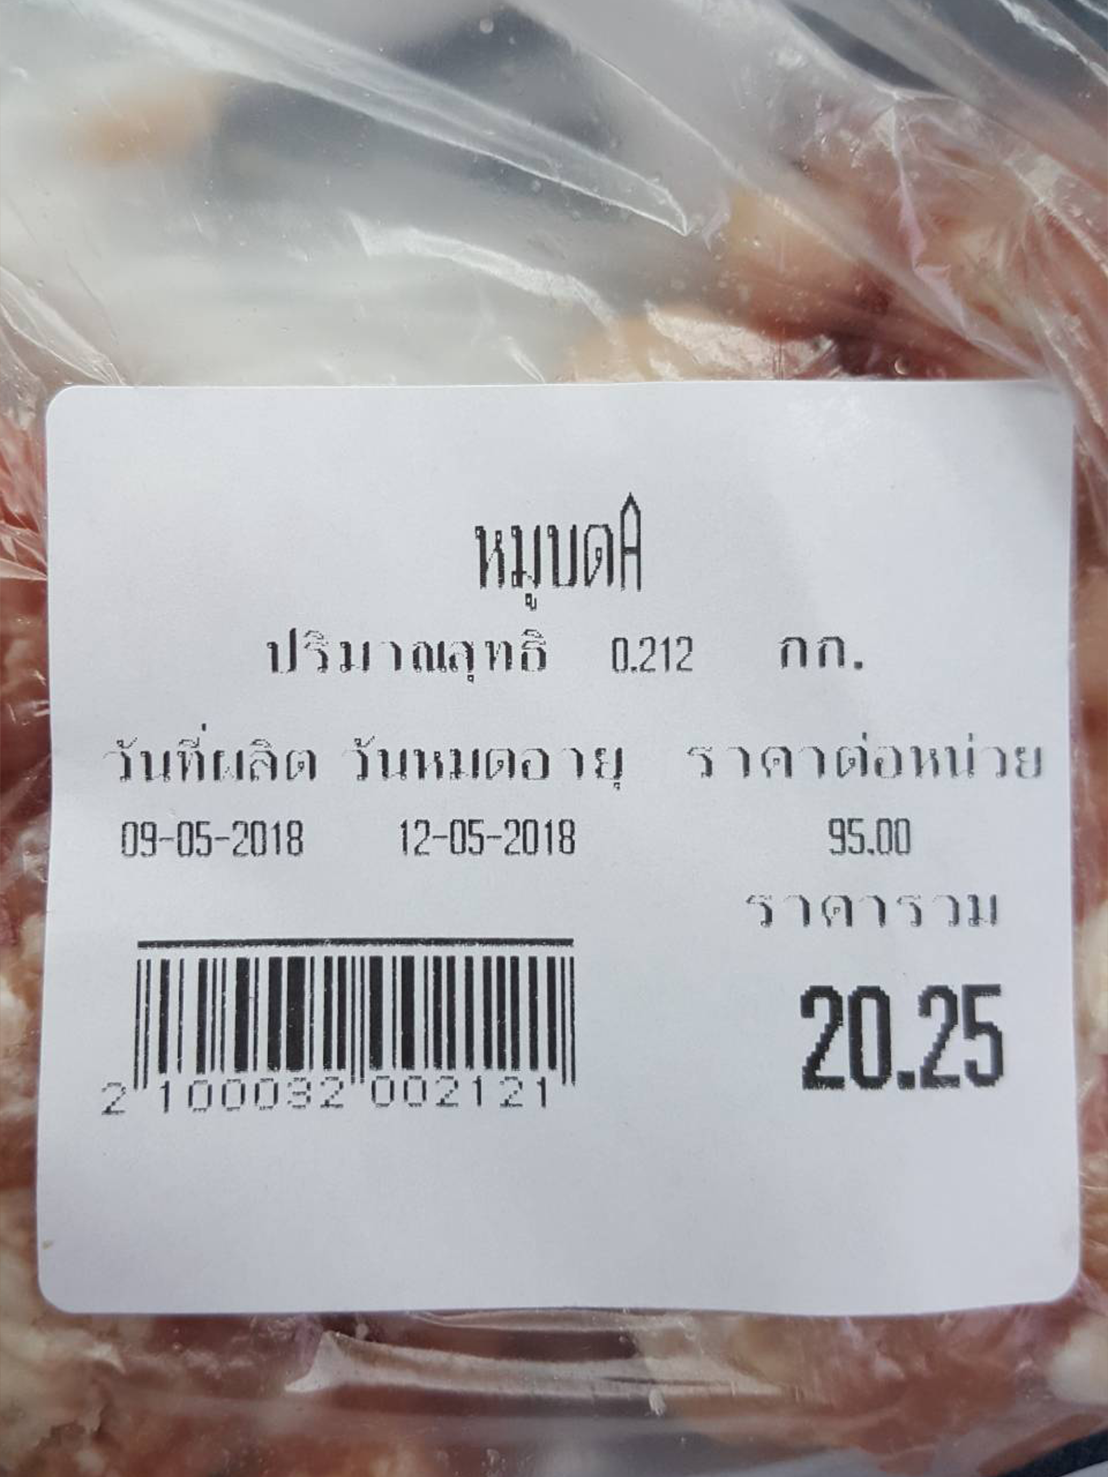 หมูบดA
ปริมาณสุทธิ 0.212 กก.
วันที่ผลิต วันหมดอายุ ราคาต่อหน่วย
09-05-2018 12-05-2018 95.00
ราคารวม
20.25
2 100032 002121